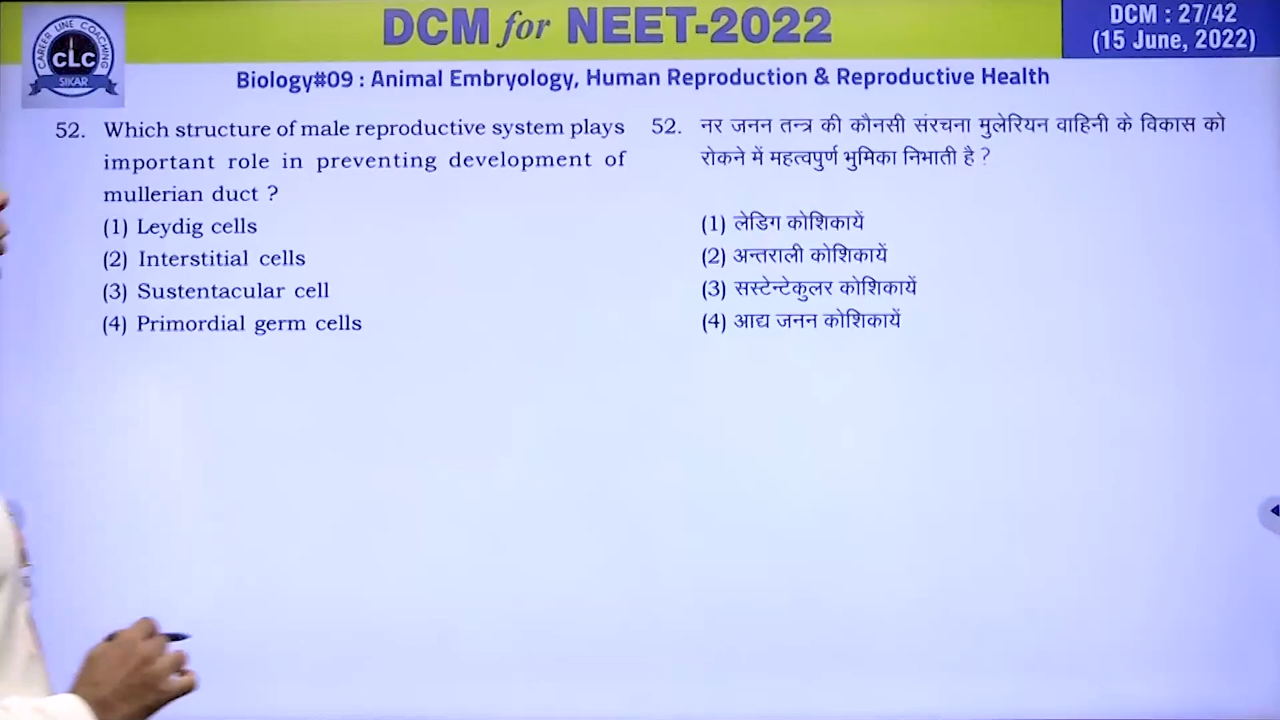 DCM for NEET-2022
DCM : 27/42
(15 June, 2022)
CAREER LINE COACHING
CLC
SIKAR
Biology#09 : Animal Embryology, Human Reproduction & Reproductive Health
52. Which structure of male reproductive system plays
important role in preventing development of
mullerian duct ?
(1) Leydig cells
(2) Interstitial cells
(3) Sustentacular cell
(4) Primordial germ cells
52. नर जनन तन्त्र की कौनसी संरचना मुलेरियन वाहिनी के विकास को
रोकने में महत्वपुर्ण भुमिका निभाती है ?
(1) लेडिग कोशिकायें
(2) अन्तराली कोशिकायें
(3) सस्टेन्टेकुलर कोशिकायें
(4) आद्य जनन कोशिकायें